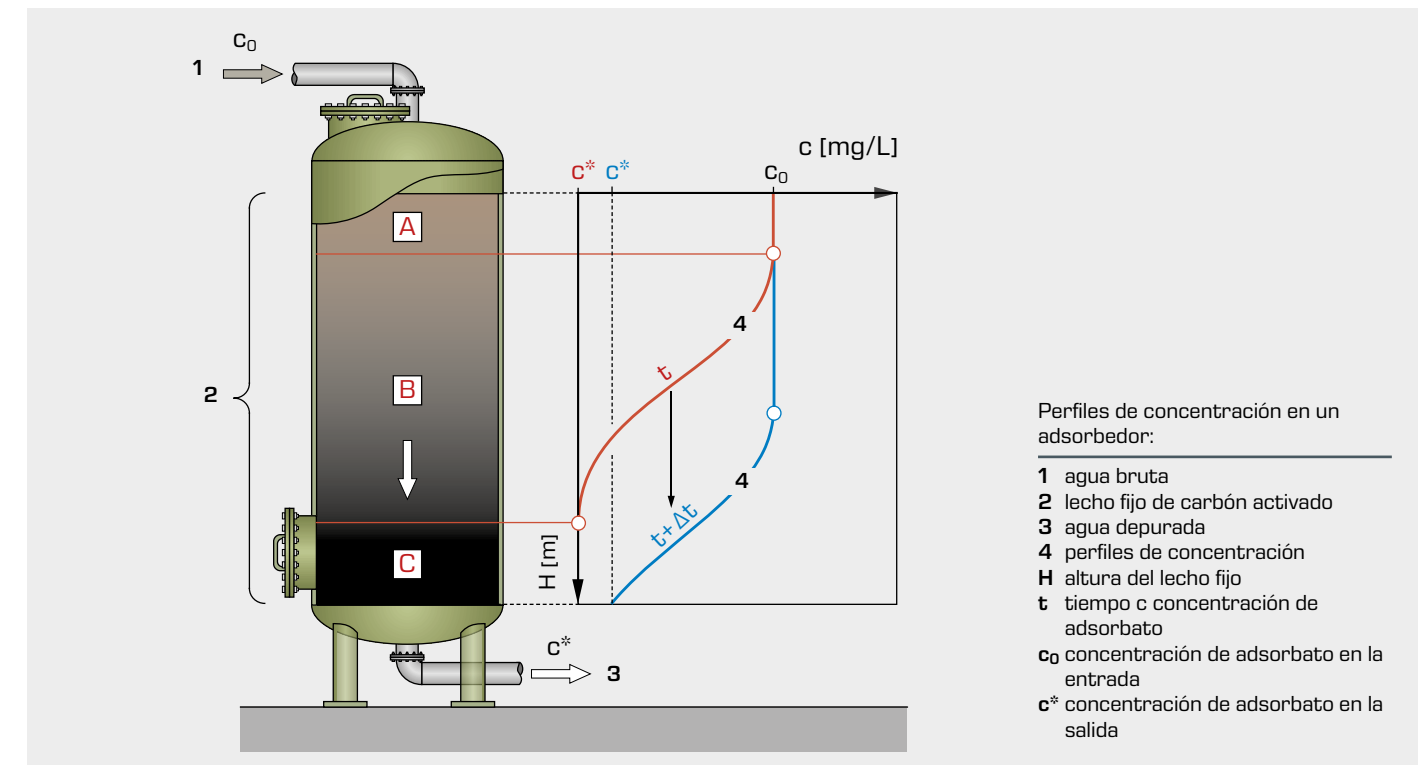 c₀
1
c [mg/L]
c* c* c₀
A
4
t
B
2
4
t+Δt
H [m]
C
c*
3
Perfiles de concentración en un
adsorbedor:
1 agua bruta
2 lecho fijo de carbón activado
3 agua depurada
4 perfiles de concentración
H altura del lecho fijo
t tiempo c concentración de
adsorbato
c₀ concentración de adsorbato en la
entrada
c* concentración de adsorbato en la
salida